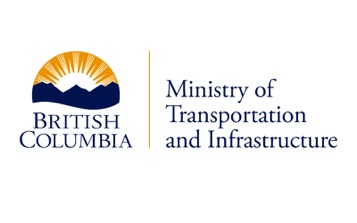 BRITISH
COLUMBIA
Ministry of
Transportation
and Infrastructure